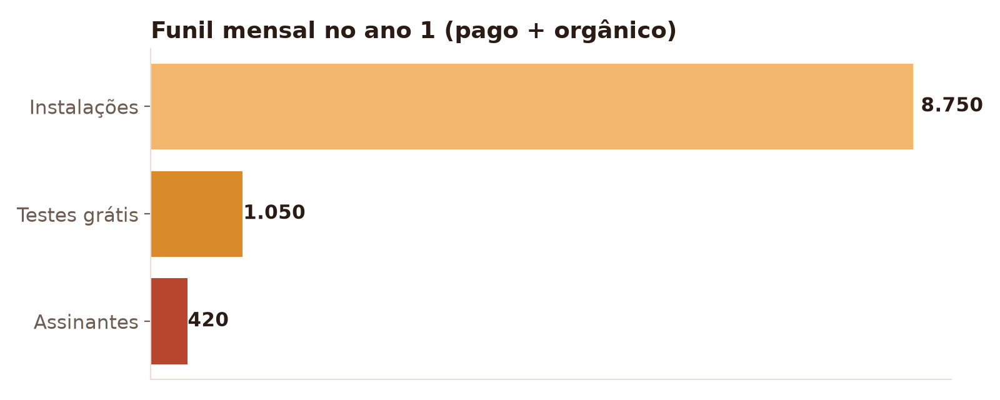 Funil mensal no ano 1 (pago + orgânico)
Instalações 8.750
Testes grátis 1.050
Assinantes 420